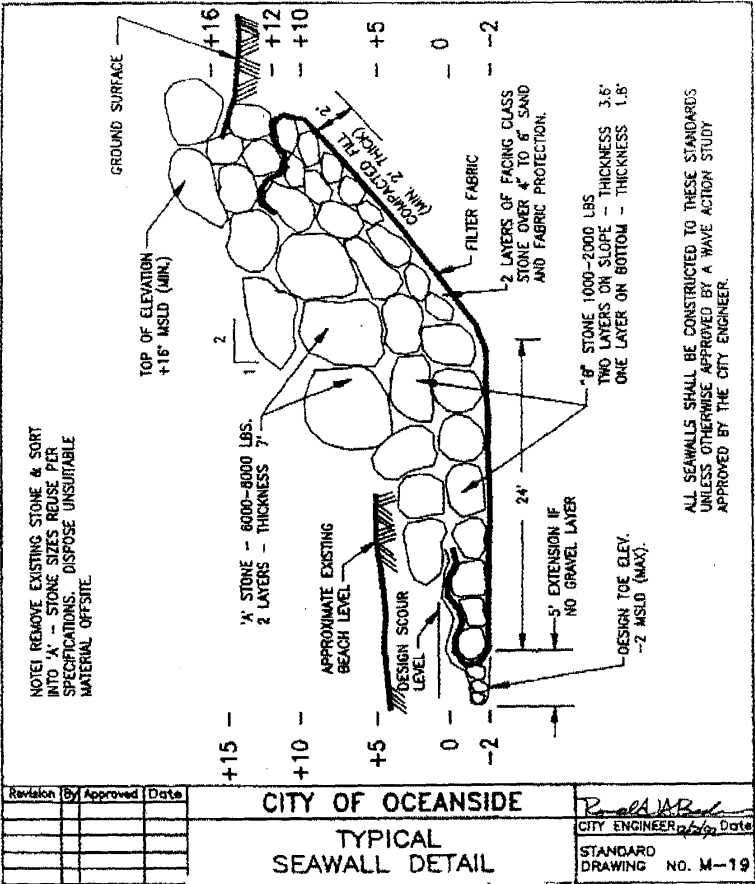 NOTE! REMOVE EXISTING STONE & SORT
INTO 'A' - STONE SIZES REUSE PER
SPECIFICATIONS. DISPOSE UNSUITABLE
MATERIAL OFFSITE
TOP OF ELEVATION
+16" MSLD (MIN.)
GROUND SURFACE
+16
+12
+10
+5
0
-2
2
1
2'
COMPACTED FILL
(MIN. 2' THICK)
FILTER FABRIC
2 LAYERS OF FACING CLASS
STONE OVER 4" TO 6" SAND
AND FABRIC PROTECTION.
'A' STONE - 6000-8000 LBS.
2 LAYERS - THICKNESS 7'
APPROXIMATE EXISTING
BEACH LEVEL
DESIGN SCOUR
LEVEL
"B" STONE 1000-2000 LBS
TWO LAYERS ON SLOPE - THICKNESS 3.6'
ONE LAYER ON BOTTOM - THICKNESS 1.8'
24'
5' EXTENSION IF
NO GRAVEL LAYER
DESIGN TOE ELEV.
-2 MSLD (MAX).
+15
+10
+5
0
-2
ALL SEAWALLS SHALL BE CONSTRUCTED TO THESE STANDARDS
UNLESS OTHERWISE APPROVED BY A WAVE ACTION STUDY
APPROVED BY THE CITY ENGINEER.
Revision By Approved Date
CITY OF OCEANSIDE
TYPICAL
SEAWALL DETAIL
CITY ENGINEER Date
STANDARD
DRAWING NO. M-19